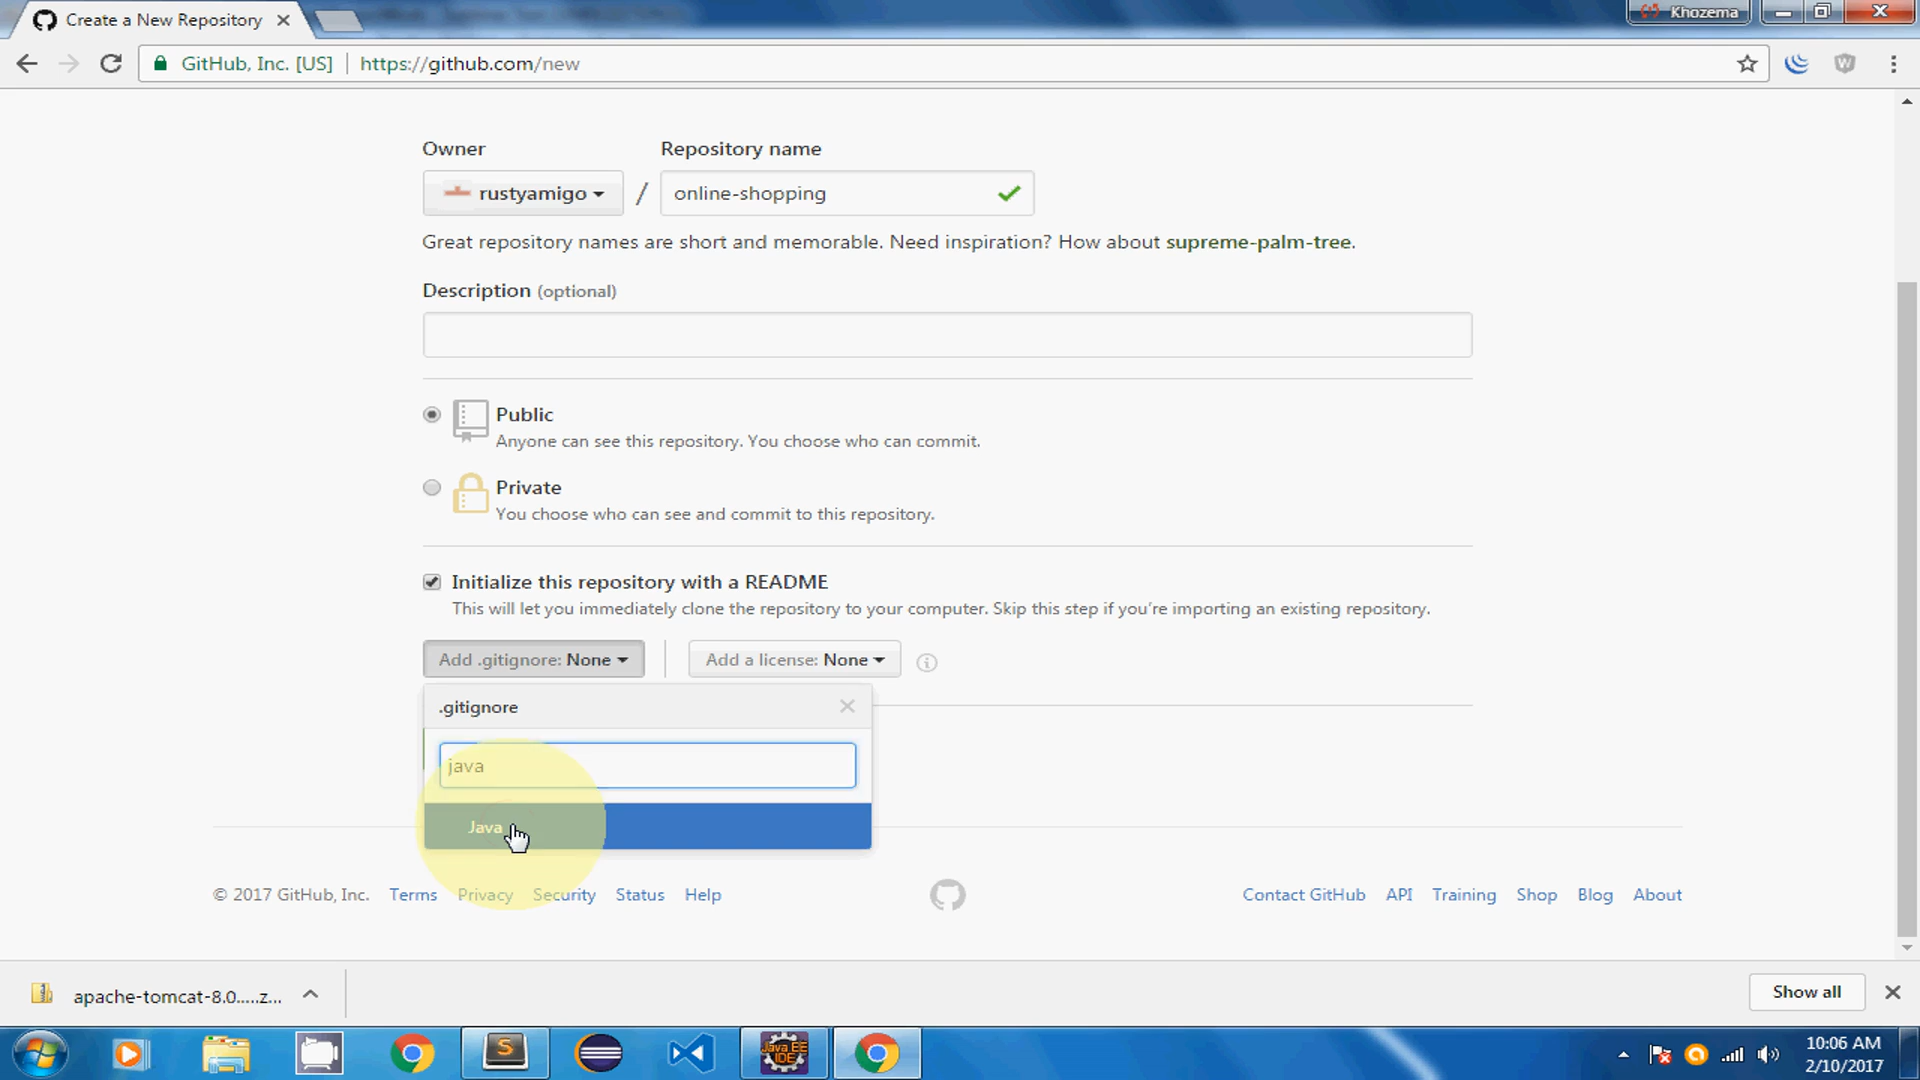 Create a New Repository
Khozema
GitHub, Inc. [US] https://github.com/new
Owner
Repository name
rustyamigo / online-shopping
Great repository names are short and memorable. Need inspiration? How about supreme-palm-tree.
Description (optional)
Public
Anyone can see this repository. You choose who can commit.
Private
You choose who can see and commit to this repository.
Initialize this repository with a README
This will let you immediately clone the repository to your computer. Skip this step if you’re importing an existing repository.
Add .gitignore: None
Add a license: None
.gitignore
java
Java
© 2017 GitHub, Inc. Terms Privacy Security Status Help
Contact GitHub API Training Shop Blog About
apache-tomcat-8.0.....z...
Show all
S
Java EE
IDE
10:06 AM
2/10/2017